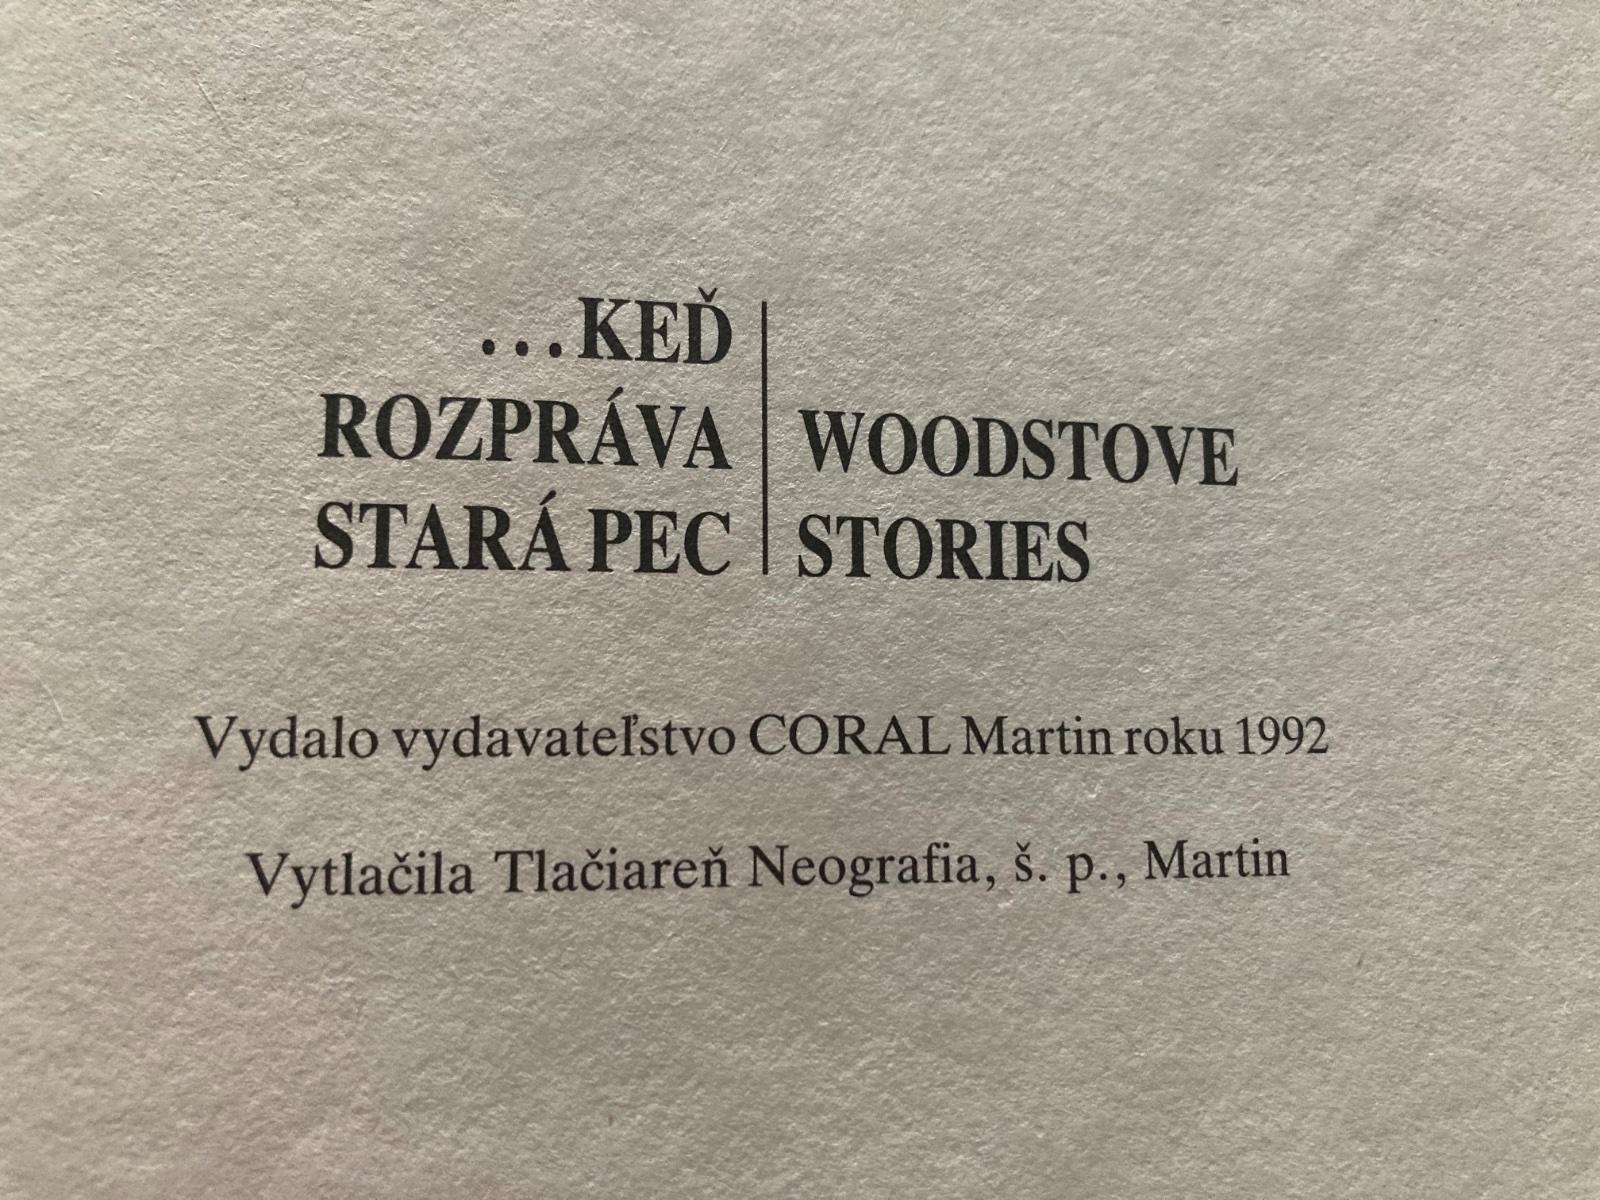 ...KEĎ
ROZPRÁVA
STARÁ PEC
WOODSTOVE
STORIES
Vydalo vydavateľstvo CORAL Martin roku 1992
Vytlačila Tlačiareň Neografia, š. p., Martin